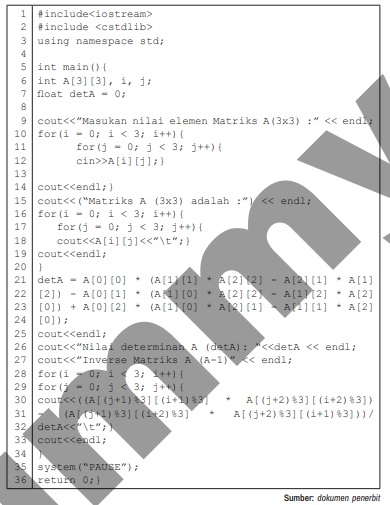 1 #include<iostream>
2 #include <cstdlib>
3 using namespace std;
4
5 int main(){
6 int A[3][3], i, j;
7 float detA = 0;
8
9 cout<<"Masukan nilai elemen Matriks A(3x3) :" << endl;
10 for(i = 0; i < 3; i++){
11 for(j = 0; j < 3; j++){
12 cin>>A[i][j];}
13
14 cout<<endl;}
15 cout<<("Matriks A (3x3) adalah :") << endl;
16 for(i = 0; i < 3; i++){
17 for(j = 0; j < 3; j++){
18 cout<<A[i][j]<<"\t";}
19 cout<<endl;
20 }
21 detA = A[0][0] * (A[1][1] * A[2][2] - A[2][1] * A[1]
22 [2]) - A[0][1] * (A[1][0] * A[2][2] - A[1][2] * A[2]
23 [0]) + A[0][2] * (A[1][0] * A[2][1] - A[1][1] * A[2]
24 [0]);
25 cout<<endl;
26 cout<<"Nilai determinan A (detA): "<<detA << endl;
27 cout<<"Inverse Matriks A (A-1)" << endl;
28 for(i = 0; i < 3; i++){
29 for(j = 0; j < 3; j++){
30 cout<<((A[(j+1)%3][(i+1)%3] * A[(j+2)%3][(i+2)%3])
31 - (A[(j+1)%3][(i+2)%3] * A[(j+2)%3][(i+1)%3]))/
32 detA<<"\t";}
33 cout<<endl;
34 }
35 system("PAUSE");
36 return 0;}
Sumber: dokumen penerbit